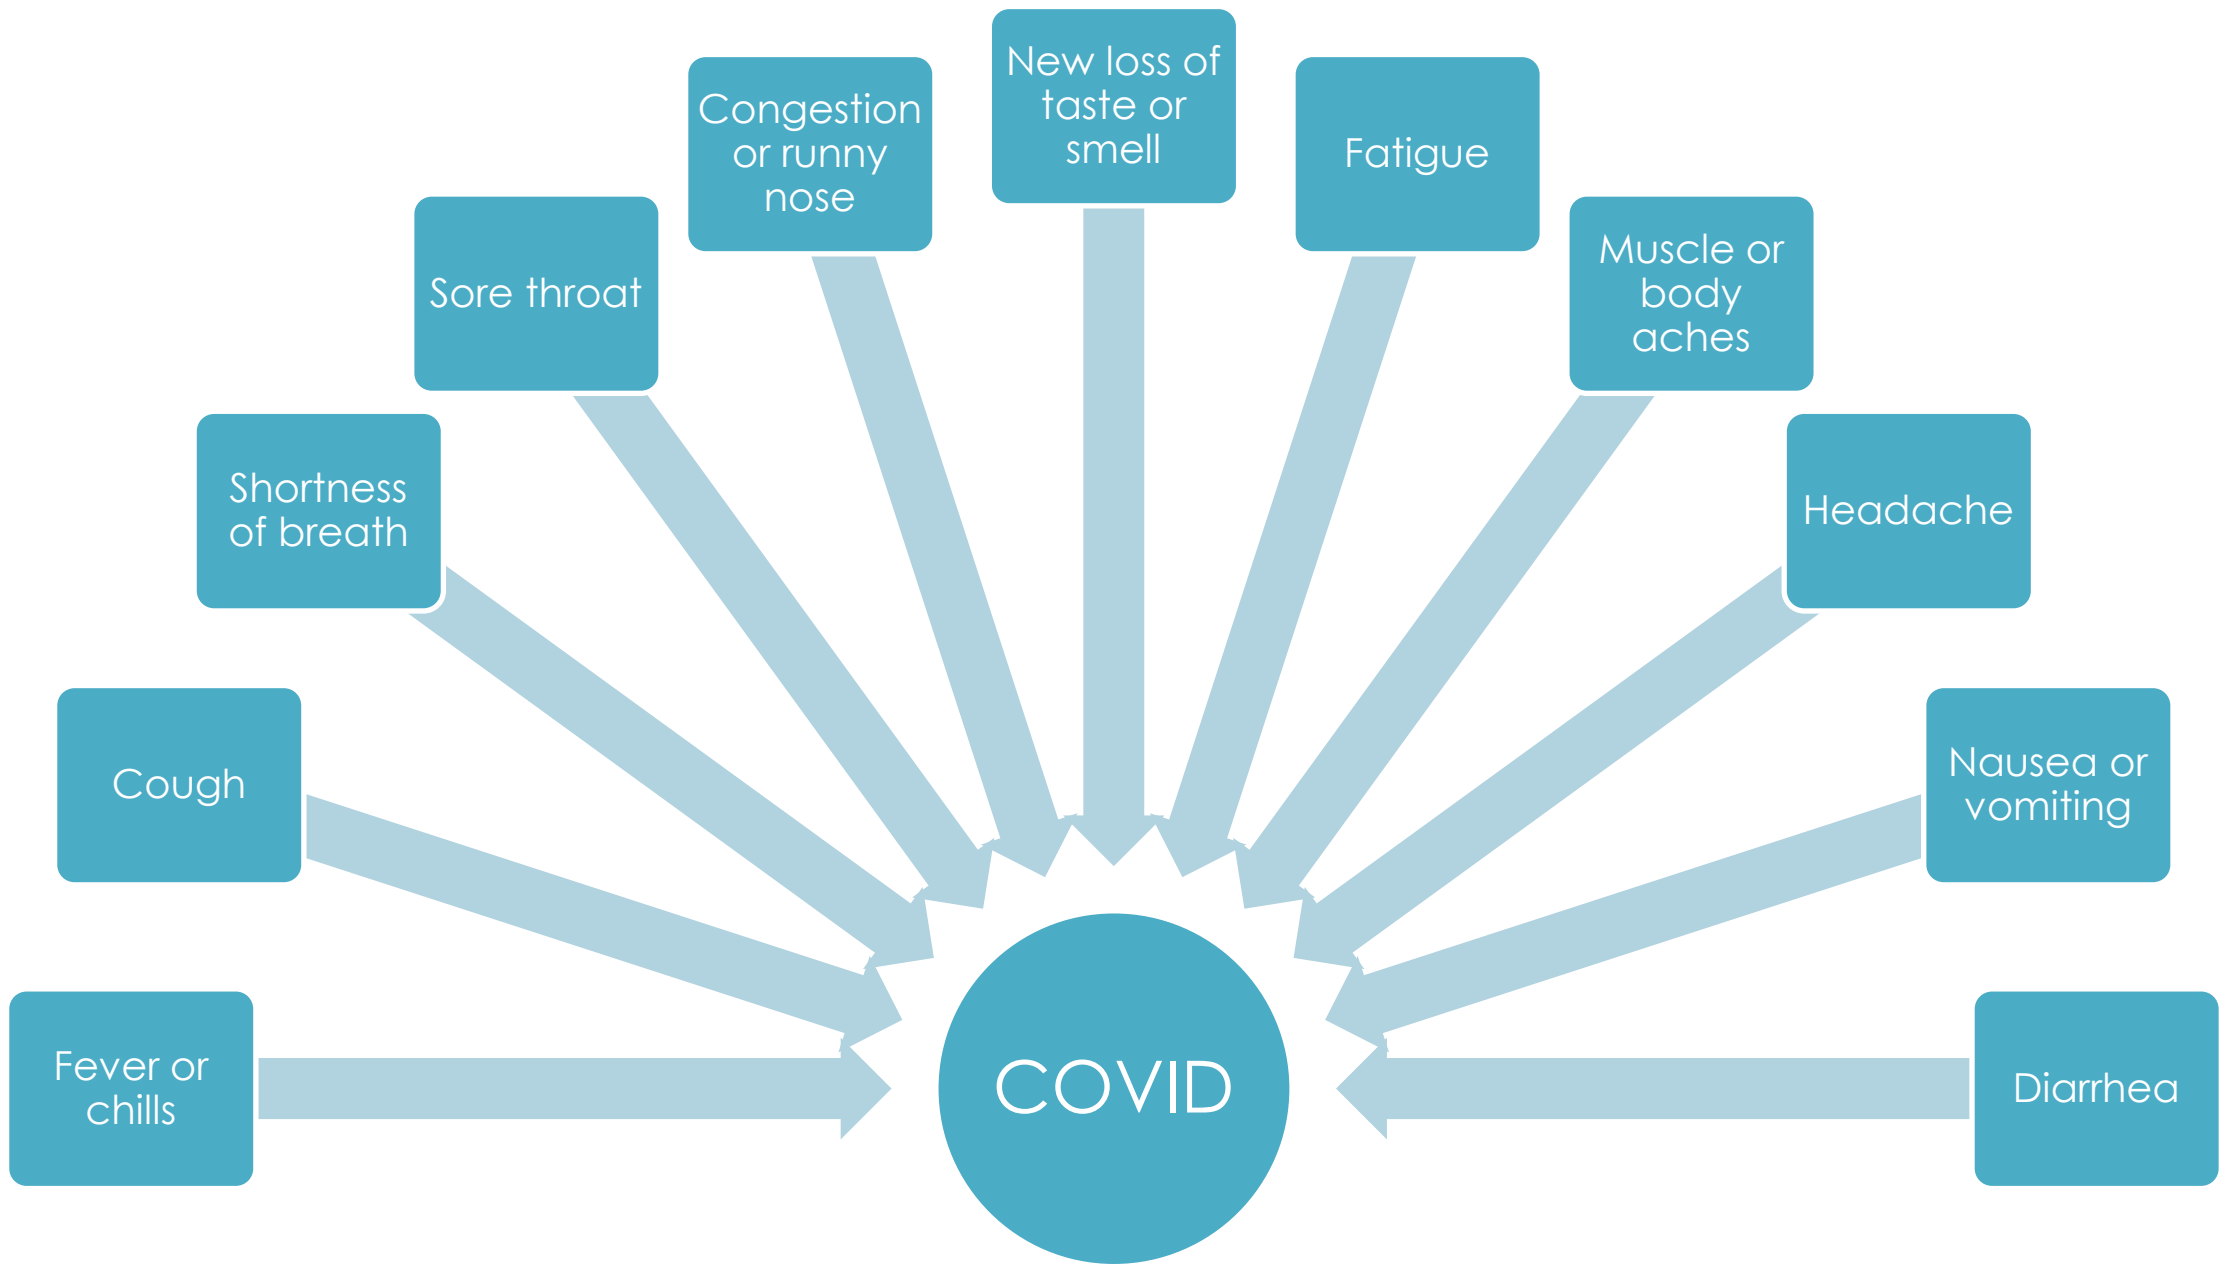 Fever or
chills
Cough
Shortness
of breath
Sore throat
Congestion
or runny
nose
New loss of
taste or
smell
Fatigue
Muscle or
body
aches
Headache
Nausea or
vomiting
Diarrhea
COVID